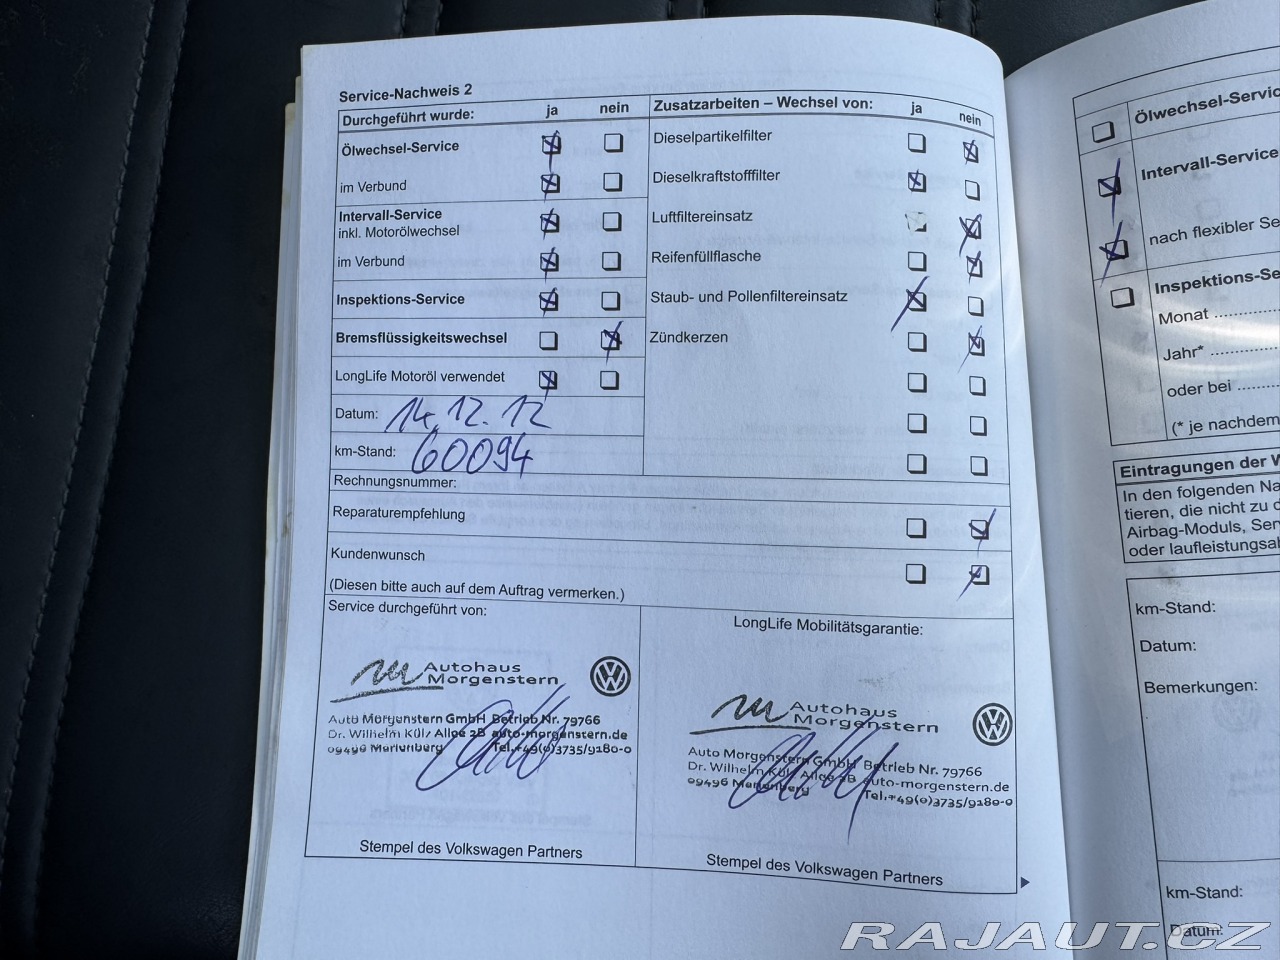 Service-Nachweis 2
Durchgeführt wurde: ja nein
Ölwechsel-Service
im Verbund
Intervall-Service
inkl. Motorölwechsel
im Verbund
Inspektions-Service
Bremsflüssigkeitswechsel
LongLife Motoröl verwendet
Datum: 14.12.12
km-Stand: 60094
Zusatzarbeiten – Wechsel von: ja nein
Dieselpartikelfilter
Dieselkraftstofffilter
Luftfiltereinsatz
Reifenfüllflasche
Staub- und Pollenfiltereinsatz
Zündkerzen
Rechnungsnummer:
Reparaturempfehlung
Kundenwunsch
(Diesen bitte auch auf dem Auftrag vermerken.)
Service durchgeführt von:
Autohaus
Morgenstern
Auto Morgenstern GmbH Betrieb Nr. 79766
Dr. Wilhelm Külz Allee 2B auto-morgenstern.de
09496 Marienberg Tel.+49(0)3735/9180-0
Stempel des Volkswagen Partners
LongLife Mobilitätsgarantie:
Autohaus
Morgenstern
Auto Morgenstern GmbH Betrieb Nr. 79766
Dr. Wilhelm Külz Allee 2B auto-morgenstern.de
09496 Marienberg Tel.+49(0)3735/9180-0
Stempel des Volkswagen Partners
Ölwechsel-Servic
Intervall-Service
nach flexibler Se
Inspektions-Se
Monat
Jahr*
oder bei
(* je nachdem
Eintragungen der W
In den folgenden Na
tieren, die nicht zu d
Airbag-Moduls, Ser
oder laufleistungsab
km-Stand:
Datum:
Bemerkungen:
km-Stand:
Datum:
RAJAUT.CZ